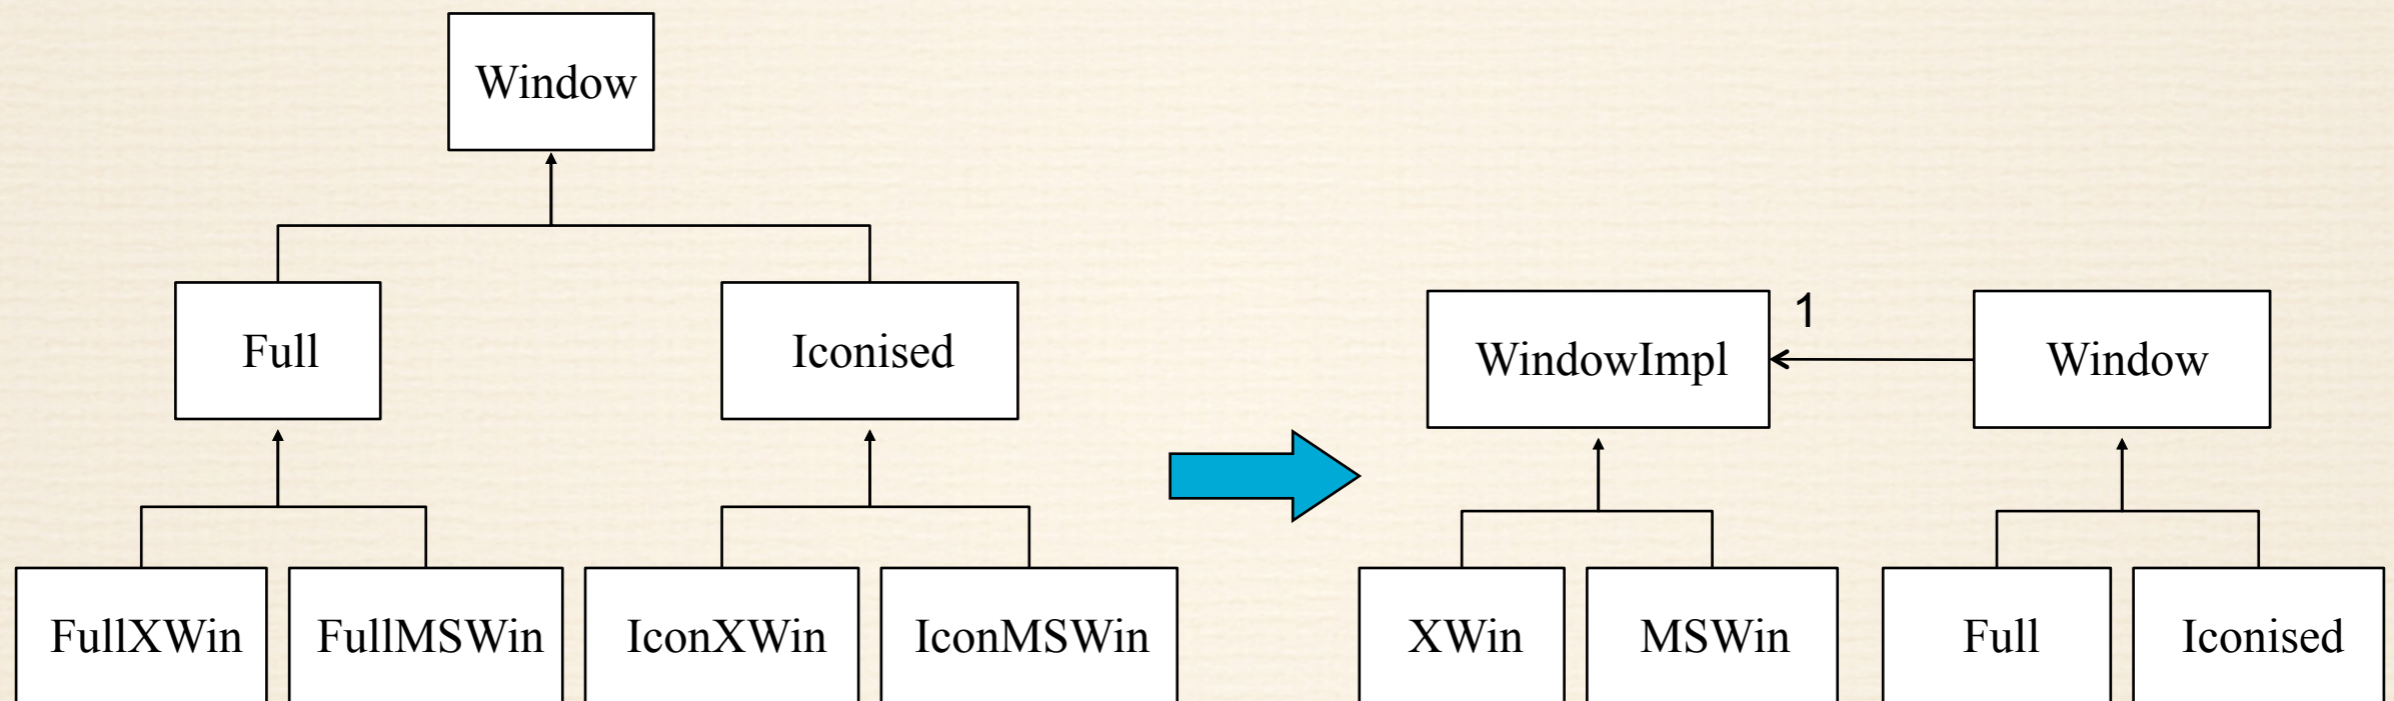 Window
Full
Iconised
FullXWin
FullMSWin
IconXWin
IconMSWin
WindowImpl
1
Window
XWin
MSWin
Full
Iconised